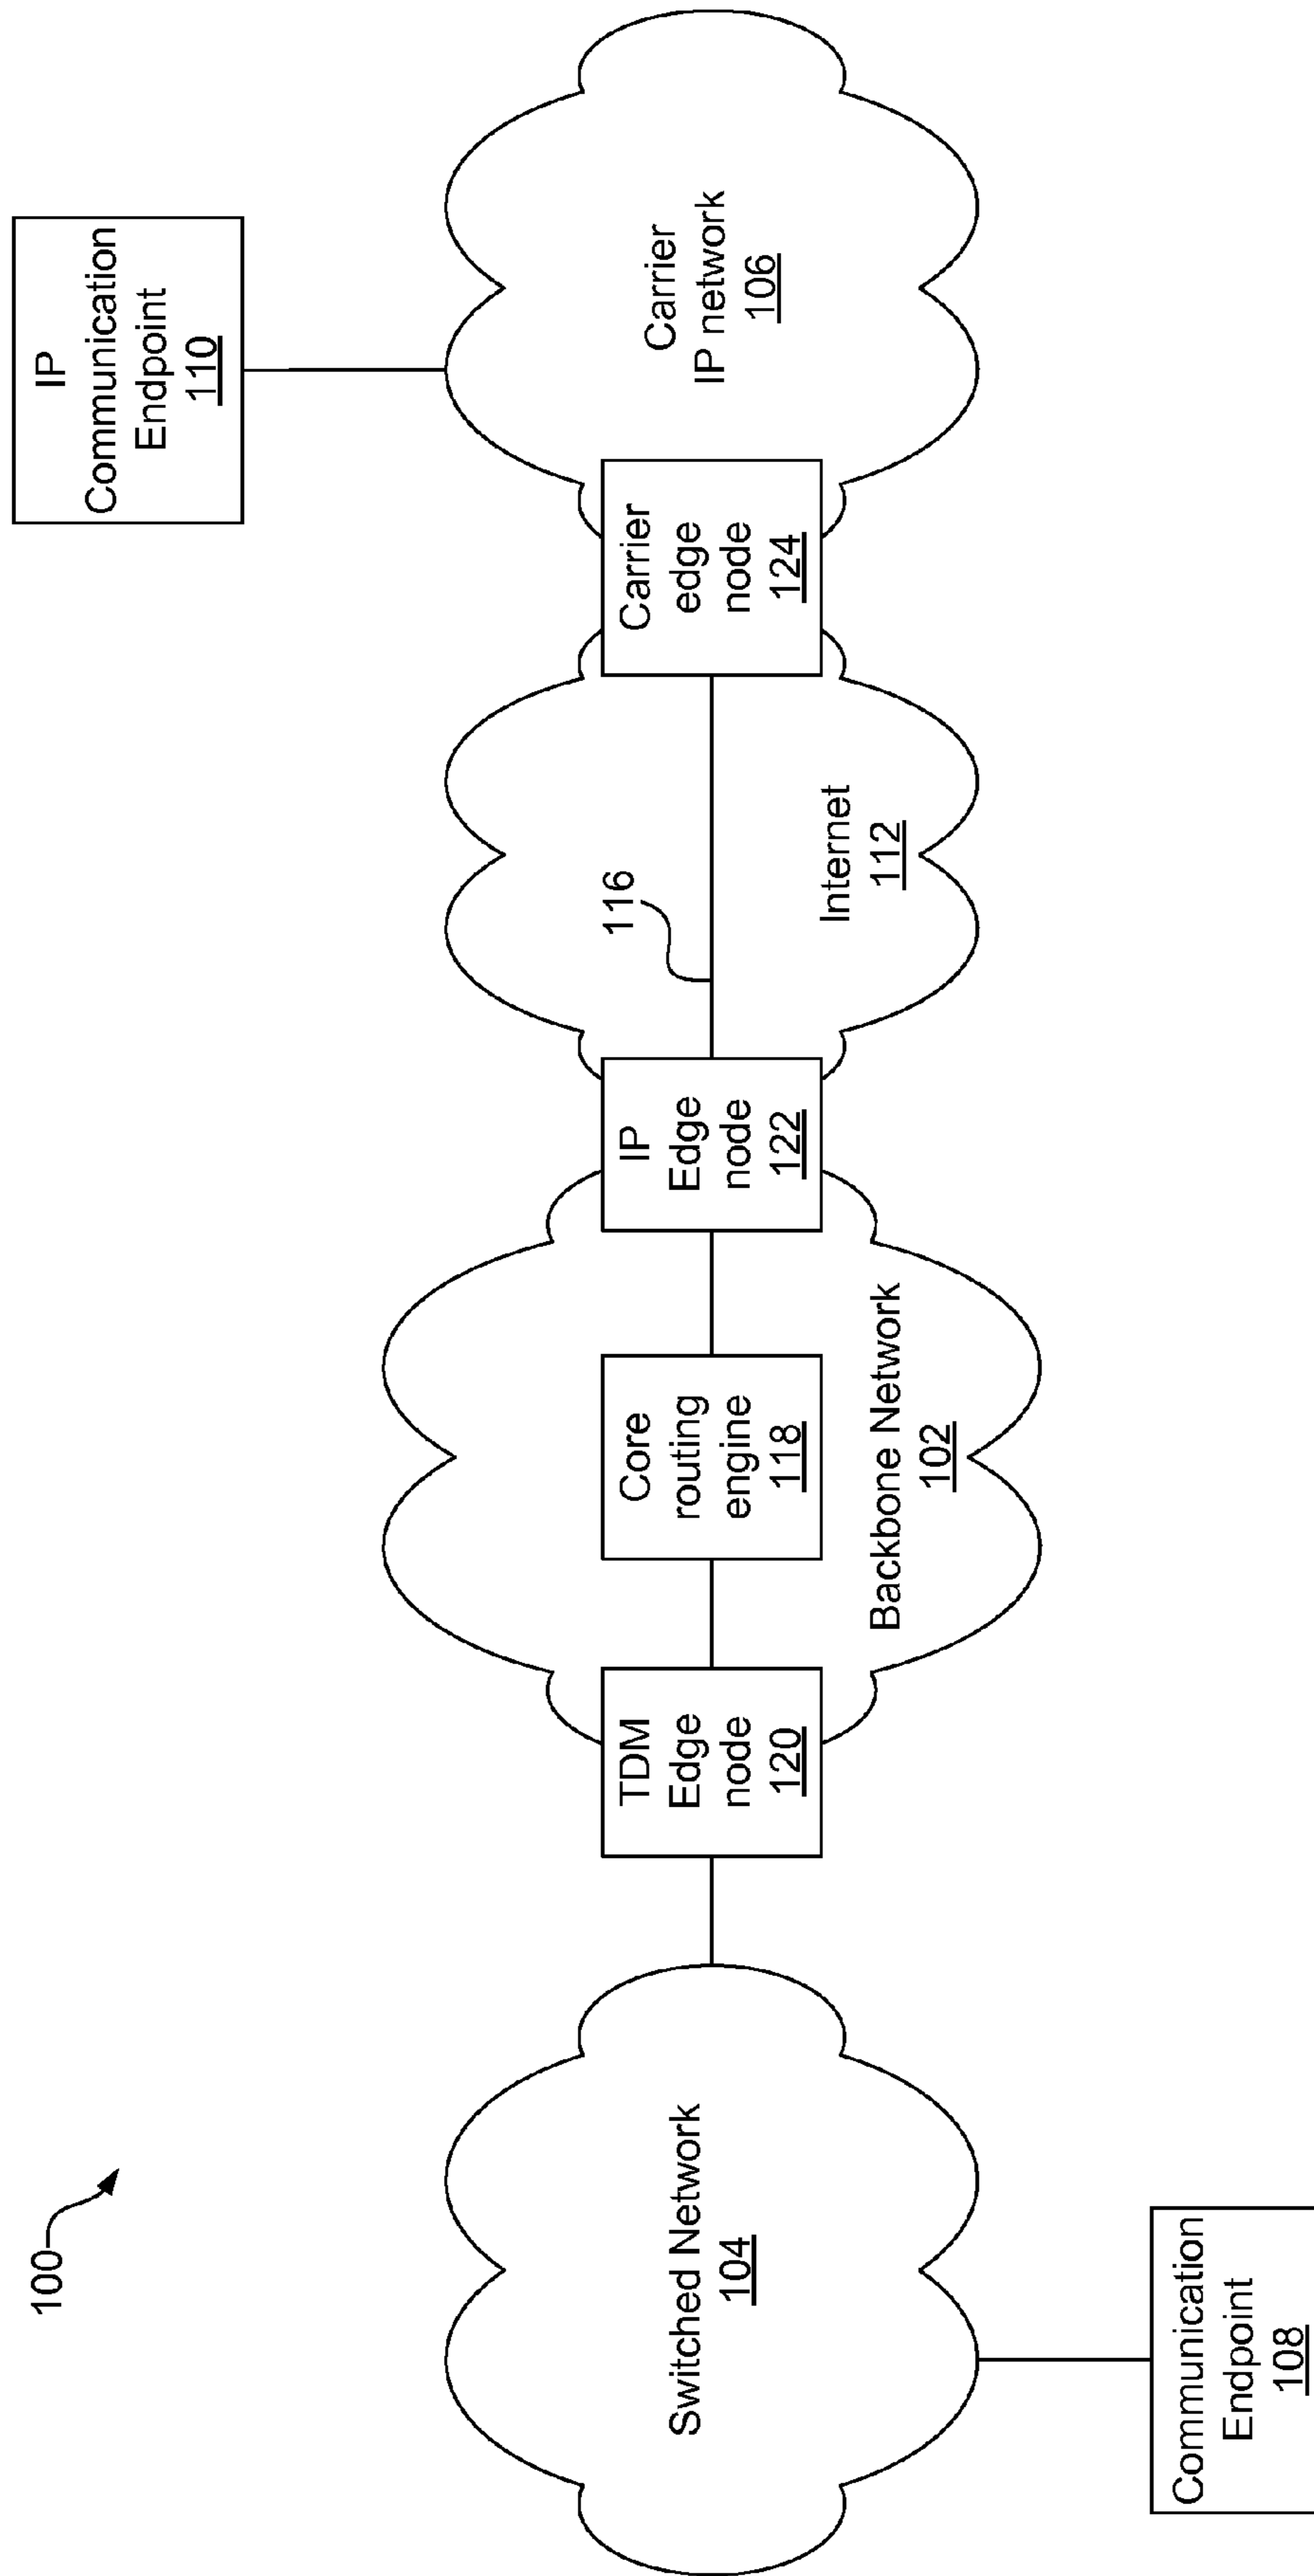 100
IP
Communication
Endpoint
110
Switched Network
104
TDM
Edge
node
120
Core
routing
engine
118
Backbone Network
102
IP
Edge
node
122
116
Internet
112
Carrier
edge
node
124
Carrier
IP network
106
Communication
Endpoint
108